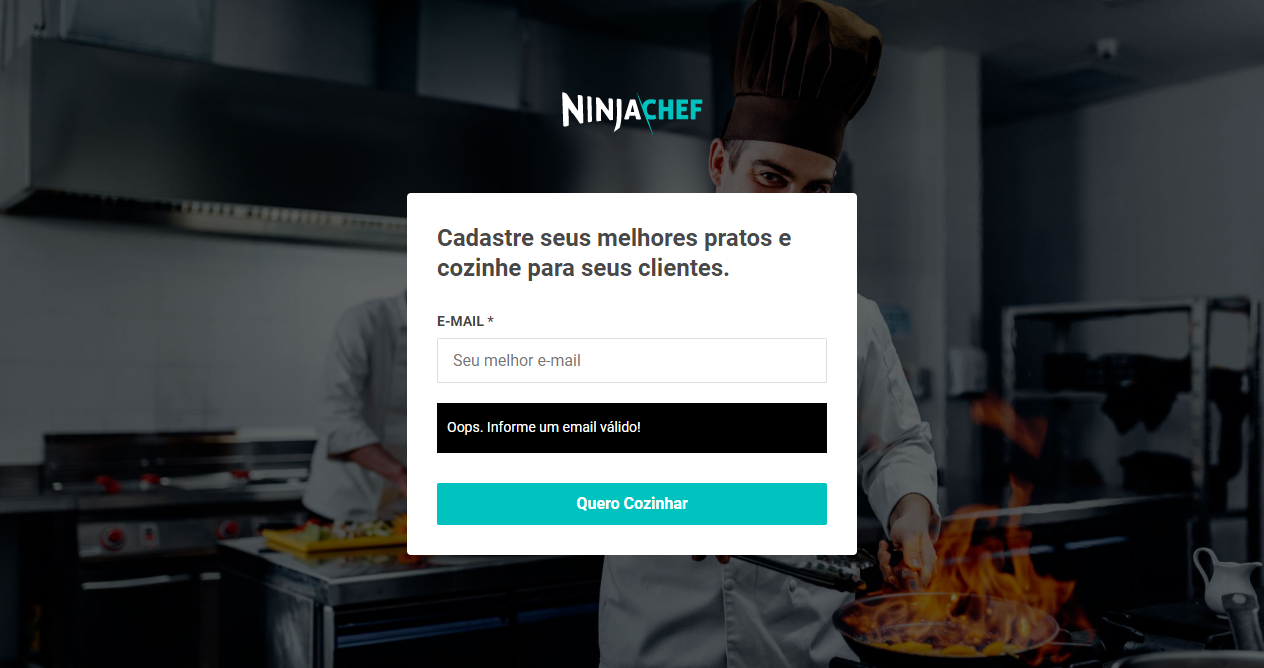 NINJACHEF
Cadastre seus melhores pratos e
cozinhe para seus clientes.
E-MAIL *
Seu melhor e-mail
Oops. Informe um email válido!
Quero Cozinhar